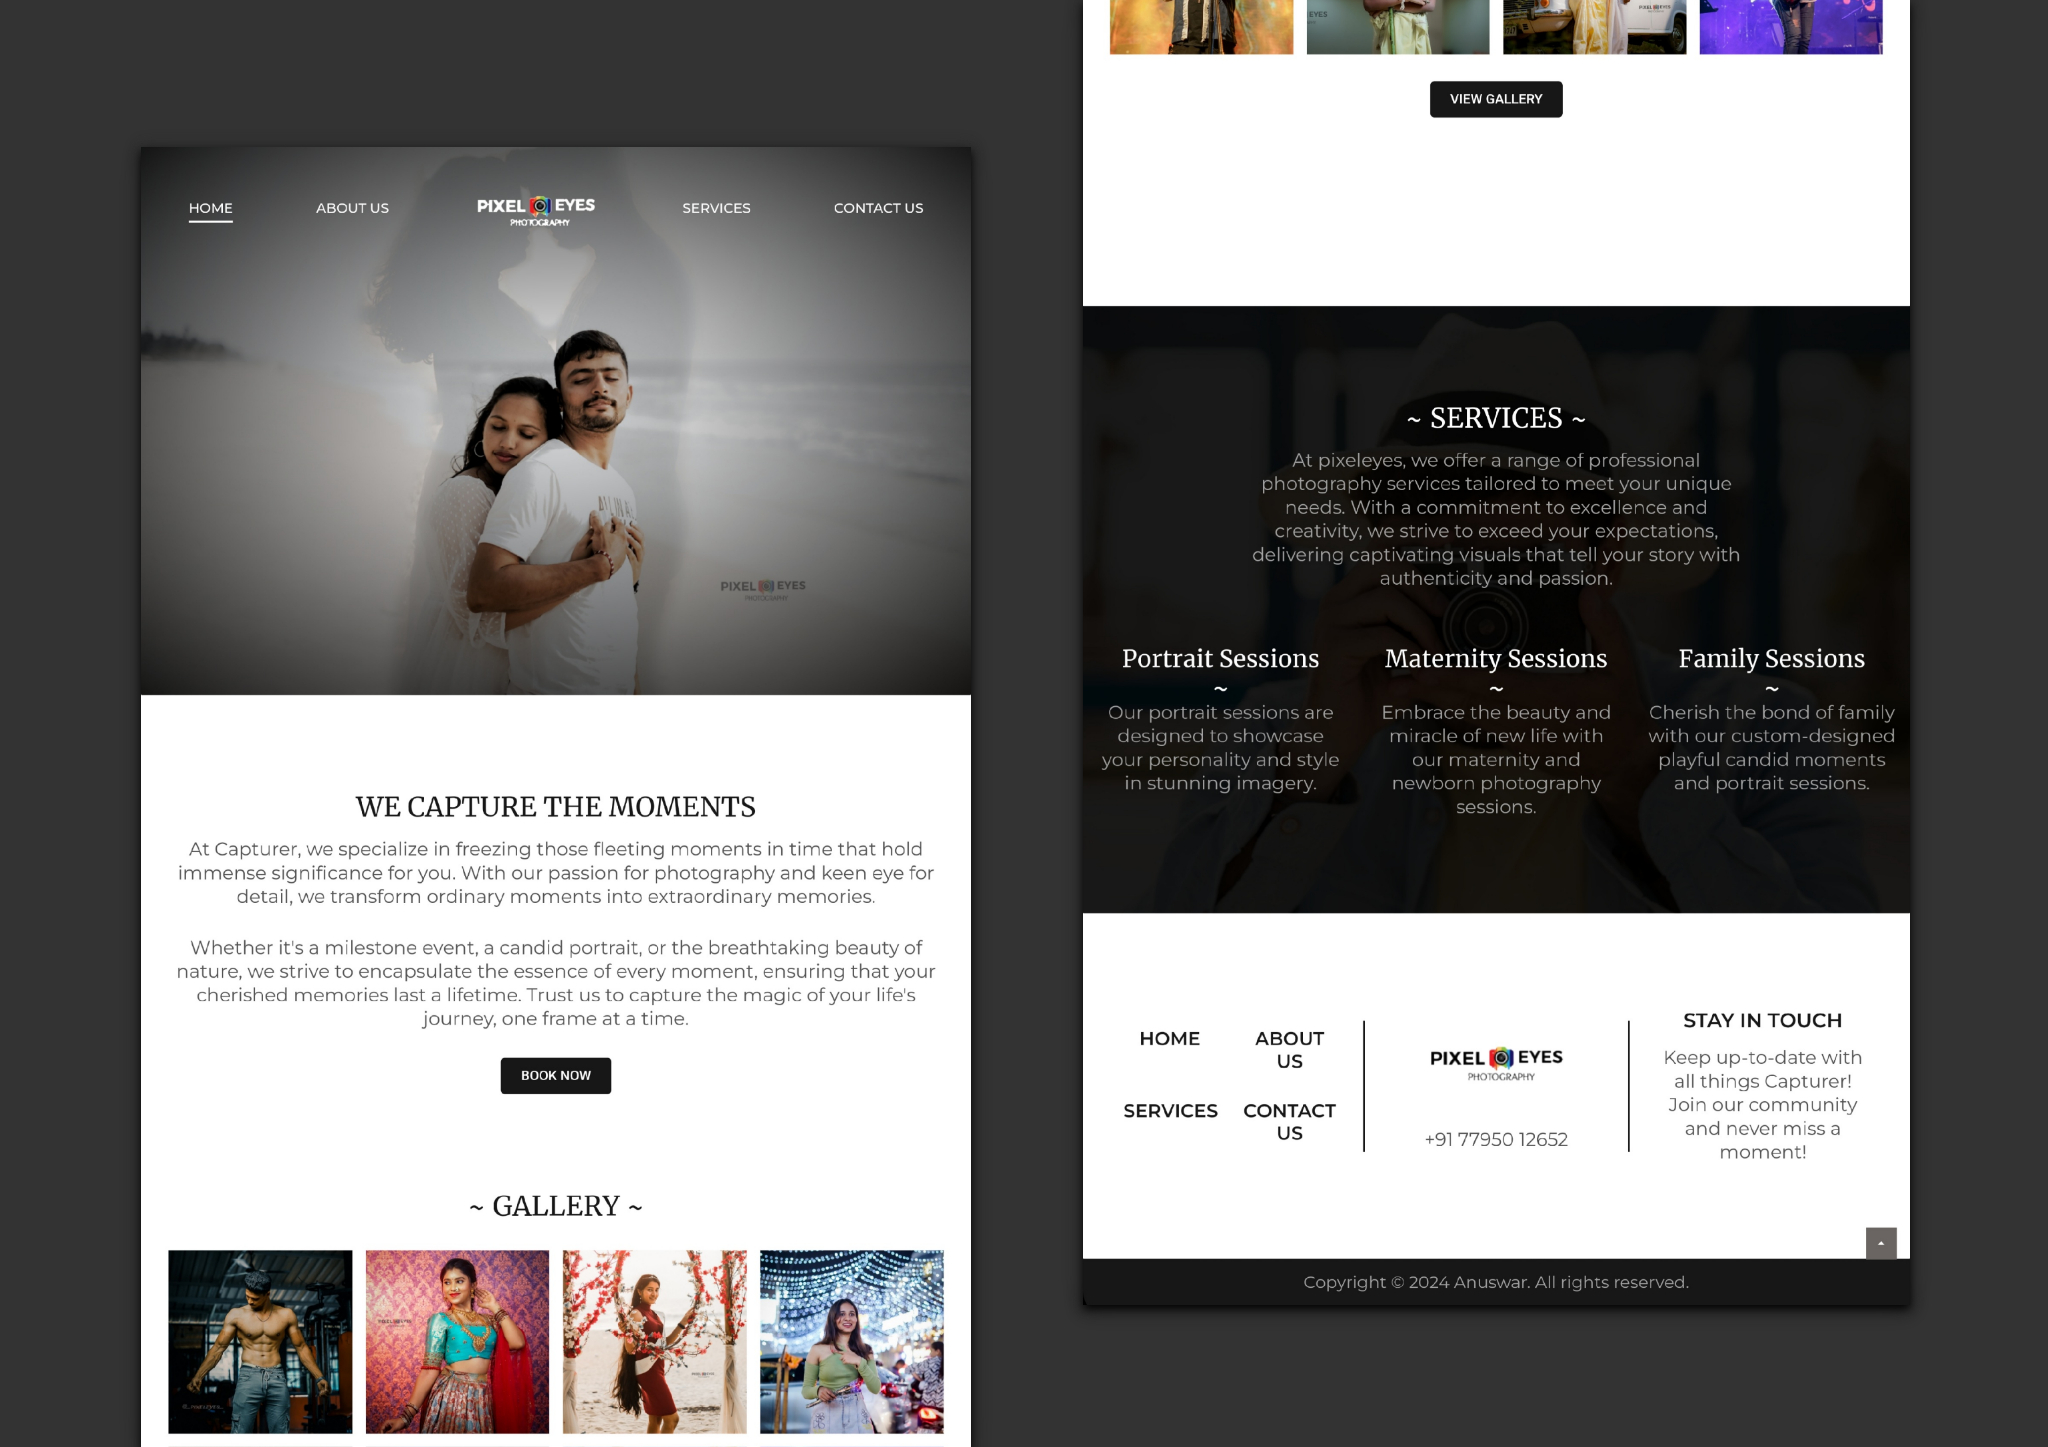 HOME
ABOUT US
PIXEL EYES
PHOTOGRAPHY
SERVICES
CONTACT US
PIXEL EYES
PHOTOGRAPHY
WE CAPTURE THE MOMENTS
At Capturer, we specialize in freezing those fleeting moments in time that hold
immense significance for you. With our passion for photography and keen eye for
detail, we transform ordinary moments into extraordinary memories.
Whether it's a milestone event, a candid portrait, or the breathtaking beauty of
nature, we strive to encapsulate the essence of every moment, ensuring that your
cherished memories last a lifetime. Trust us to capture the magic of your life's
journey, one frame at a time.
BOOK NOW
~ GALLERY ~
PIXEL EYES
VIEW GALLERY
~ SERVICES ~
At pixeleyes, we offer a range of professional
photography services tailored to meet your unique
needs. With a commitment to excellence and
creativity, we strive to exceed your expectations,
delivering captivating visuals that tell your story with
authenticity and passion.
Portrait Sessions
~
Our portrait sessions are
designed to showcase
your personality and style
in stunning imagery.
Maternity Sessions
~
Embrace the beauty and
miracle of new life with
our maternity and
newborn photography
sessions.
Family Sessions
~
Cherish the bond of family
with our custom-designed
playful candid moments
and portrait sessions.
HOME
ABOUT
US
SERVICES
CONTACT
US
PIXEL EYES
PHOTOGRAPHY
+91 77950 12652
STAY IN TOUCH
Keep up-to-date with
all things Capturer!
Join our community
and never miss a
moment!
Copyright © 2024 Anuswar. All rights reserved.